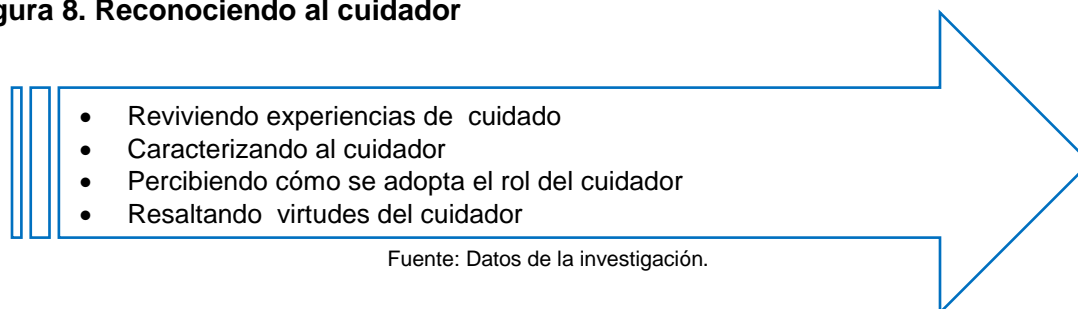 gura 8. Reconociendo al cuidador
• Reviviendo experiencias de cuidado
• Caracterizando al cuidador
• Percibiendo cómo se adopta el rol del cuidador
• Resaltando virtudes del cuidador
Fuente: Datos de la investigación.